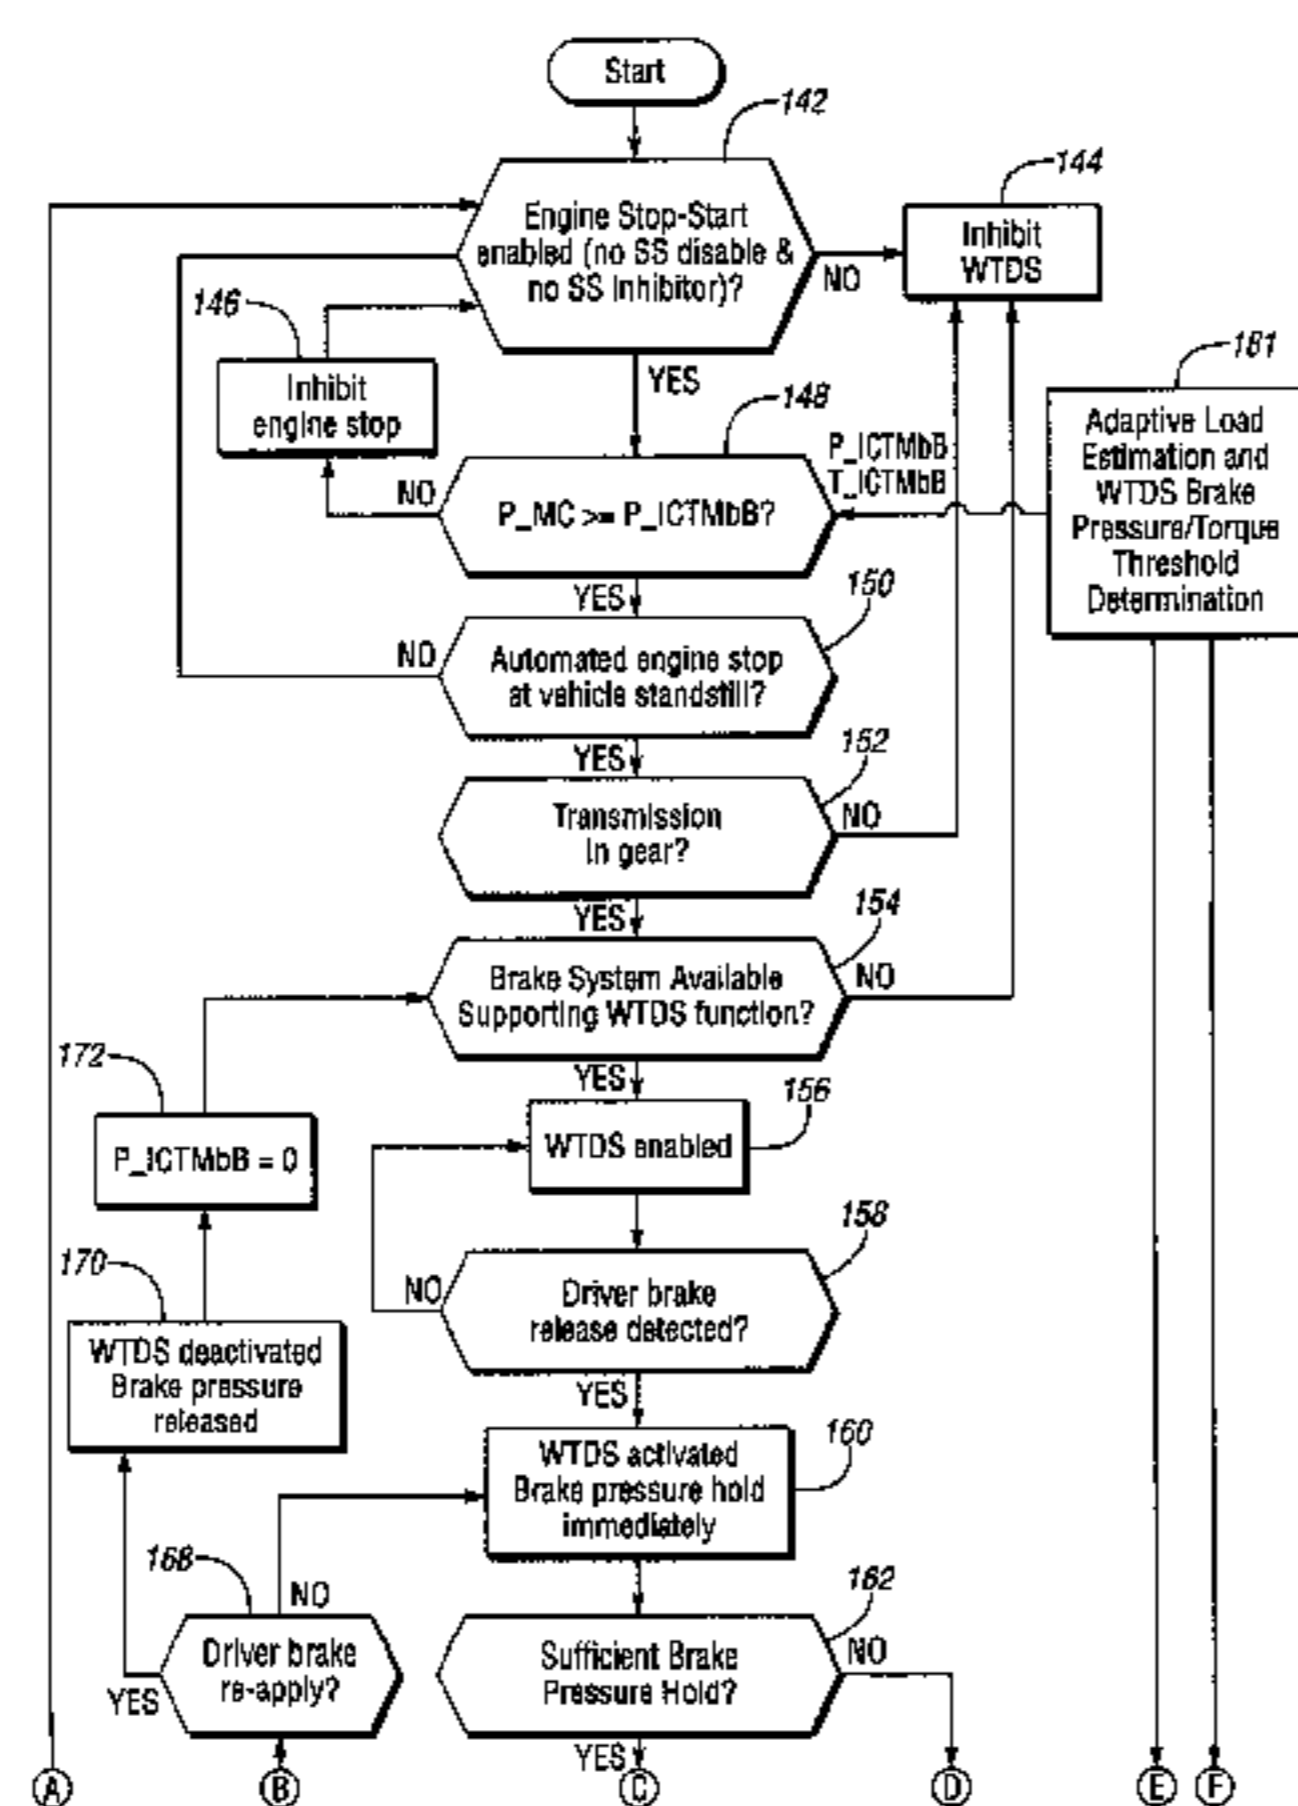 Start
142
Engine Stop-Start
enabled (no SS disable &
no SS Inhibitor)?
NO
144
Inhibit
WTDS
146
Inhibit
engine stop
YES
148
P_ICTMbB
T_ICTMbB
NO
P_MC >= P_ICTMbB?
181
Adaptive Load
Estimation and
WTDS Brake
Pressure/Torque
Threshold
Determination
YES
150
NO
Automated engine stop
at vehicle standstill?
YES
152
Transmission
In gear?
NO
YES
154
Brake System Available
Supporting WTDS function?
NO
172
P_ICTMbB = 0
YES
156
WTDS enabled
158
NO
Driver brake
release detected?
170
WTDS deactivated
Brake pressure
released
YES
160
WTDS activated
Brake pressure hold
immediately
168
NO
Driver brake
re-apply?
YES
162
Sufficient Brake
Pressure Hold?
NO
YES
A
B
C
D
E
F